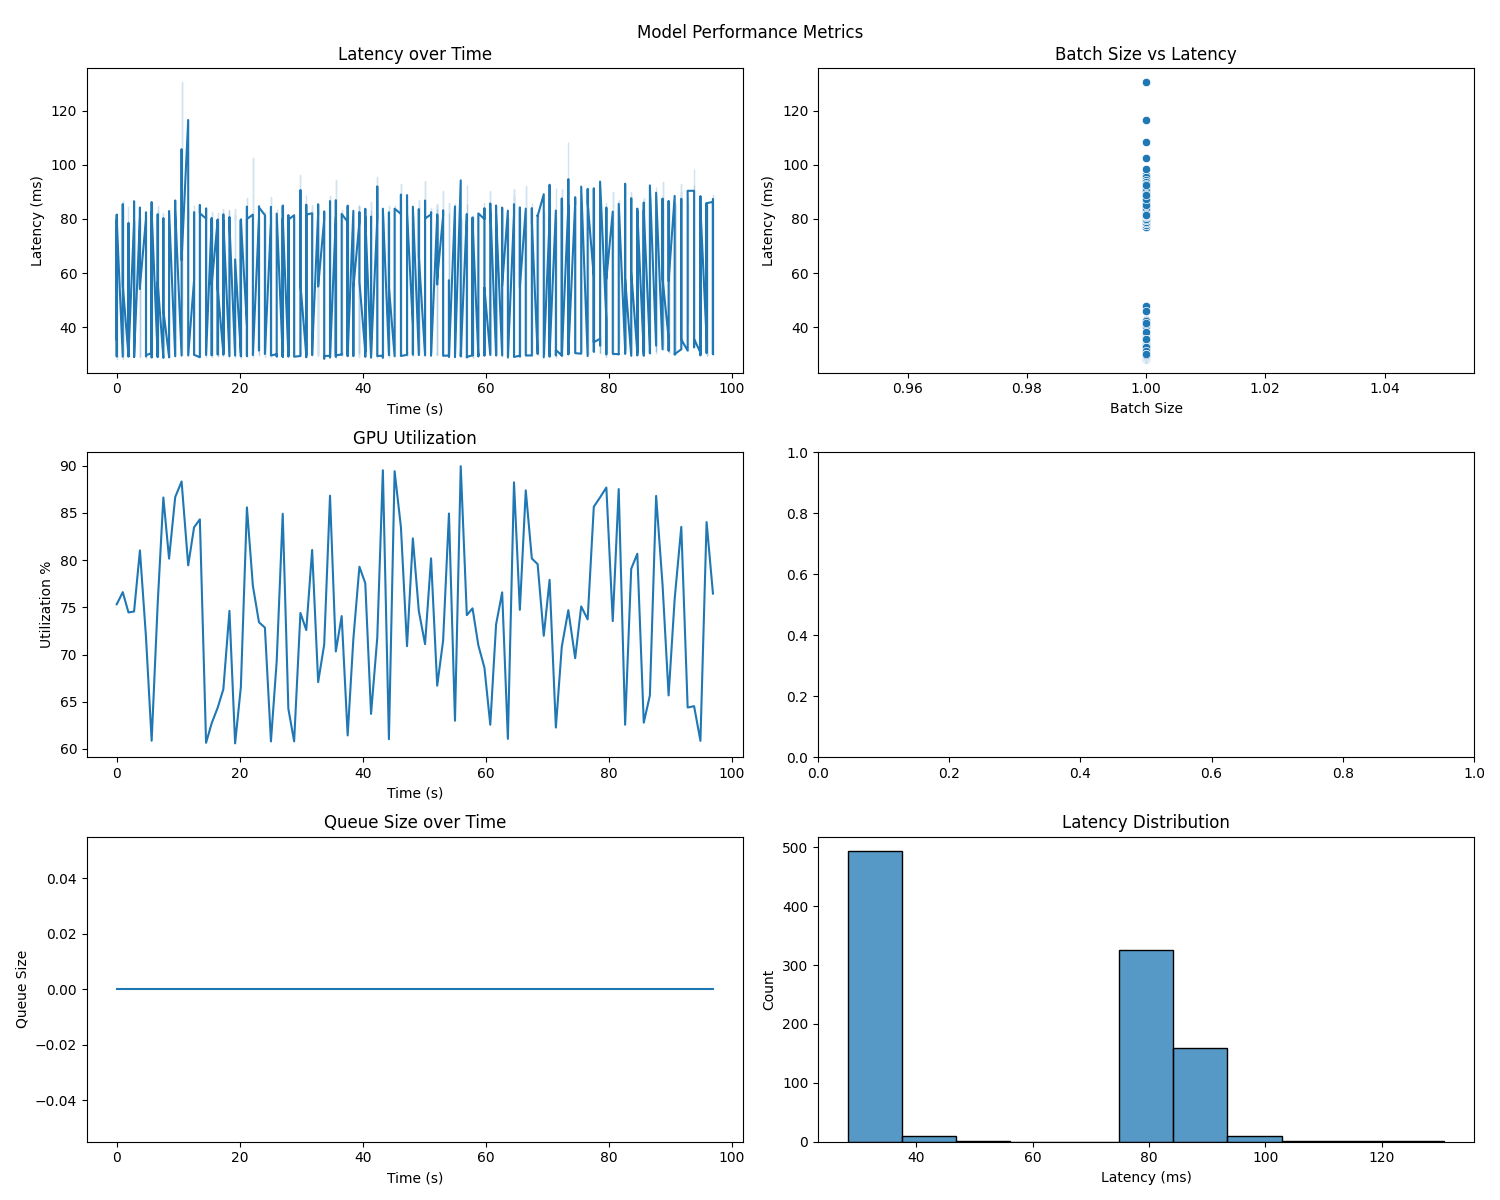 Model Performance Metrics
Latency over Time
Latency (ms)
120
100
80
60
40
0 20 40 60 80 100
Time (s)
Batch Size vs Latency
Latency (ms)
120
100
80
60
40
0.96 0.98 1.00 1.02 1.04
Batch Size
GPU Utilization
Utilization %
90
85
80
75
70
65
60
0 20 40 60 80 100
Time (s)
1.0
0.8
0.6
0.4
0.2
0.0
0.0 0.2 0.4 0.6 0.8 1.0
Queue Size over Time
Queue Size
0.04
0.02
0.00
−0.02
−0.04
0 20 40 60 80 100
Time (s)
Latency Distribution
Count
500
400
300
200
100
0
40 60 80 100 120
Latency (ms)